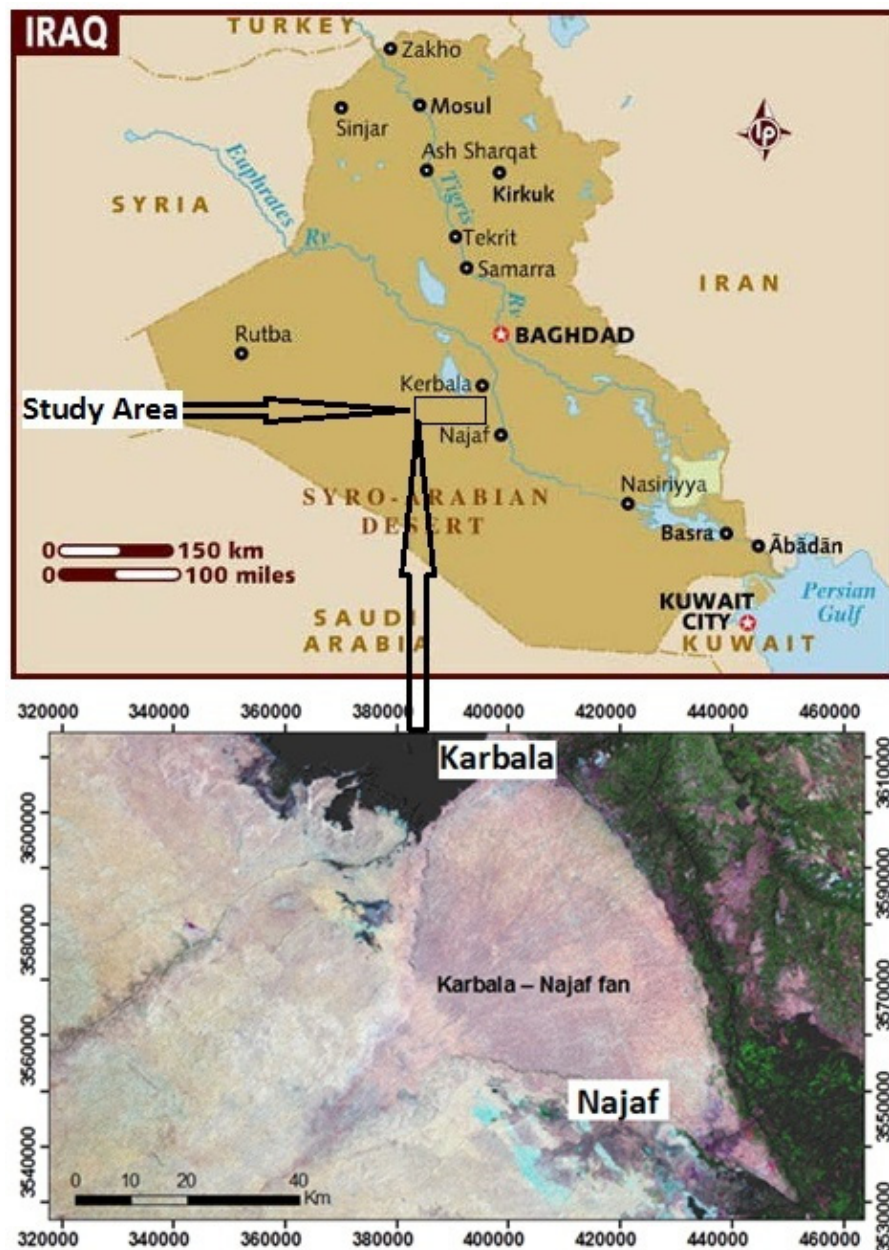 IRAQ
TURKEY
Zakho
Sinjar
Mosul
Ash Sharqat
Kirkuk
Euphrates
Rv
SYRIA
Tigris
Rv
Tekrit
Samarra
IRAN
LP
Rutba
BAGHDAD
Kerbala
Study Area
Najaf
SYRO-ARABIAN
DESERT
Nasiriyya
Basra
Ābādān
0 150 km
0 100 miles
SAUDI
ARABIA
KUWAIT
CITY
KUWAIT
Persian
Gulf
320000 340000 360000 380000 400000 420000 440000 460000
Karbala
3600000
3580000
3560000
3540000
3610000
3590000
3570000
3550000
3530000
Karbala – Najaf fan
Najaf
0 10 20 40
Km
320000 340000 360000 380000 400000 420000 440000 460000